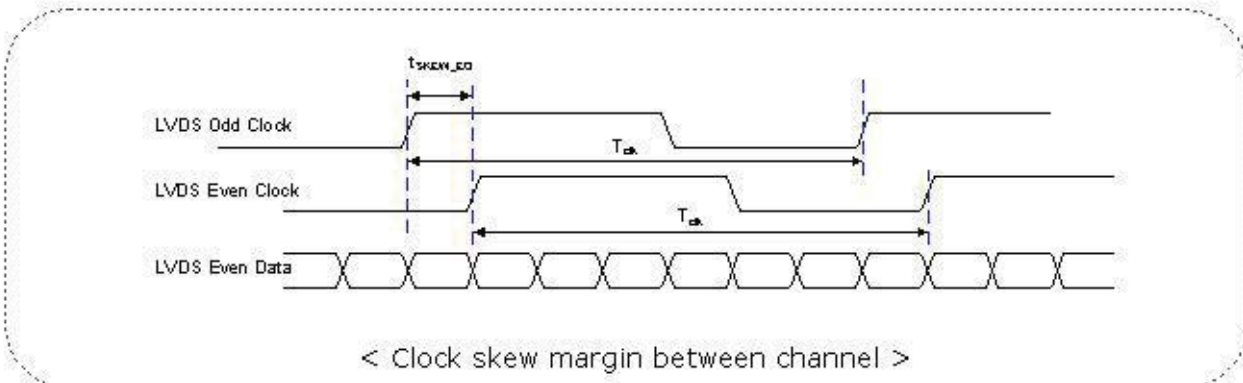 tSKEW_EO
LVDS Odd Clock
Tclk
LVDS Even Clock
Tclk
LVDS Even Data
< Clock skew margin between channel >